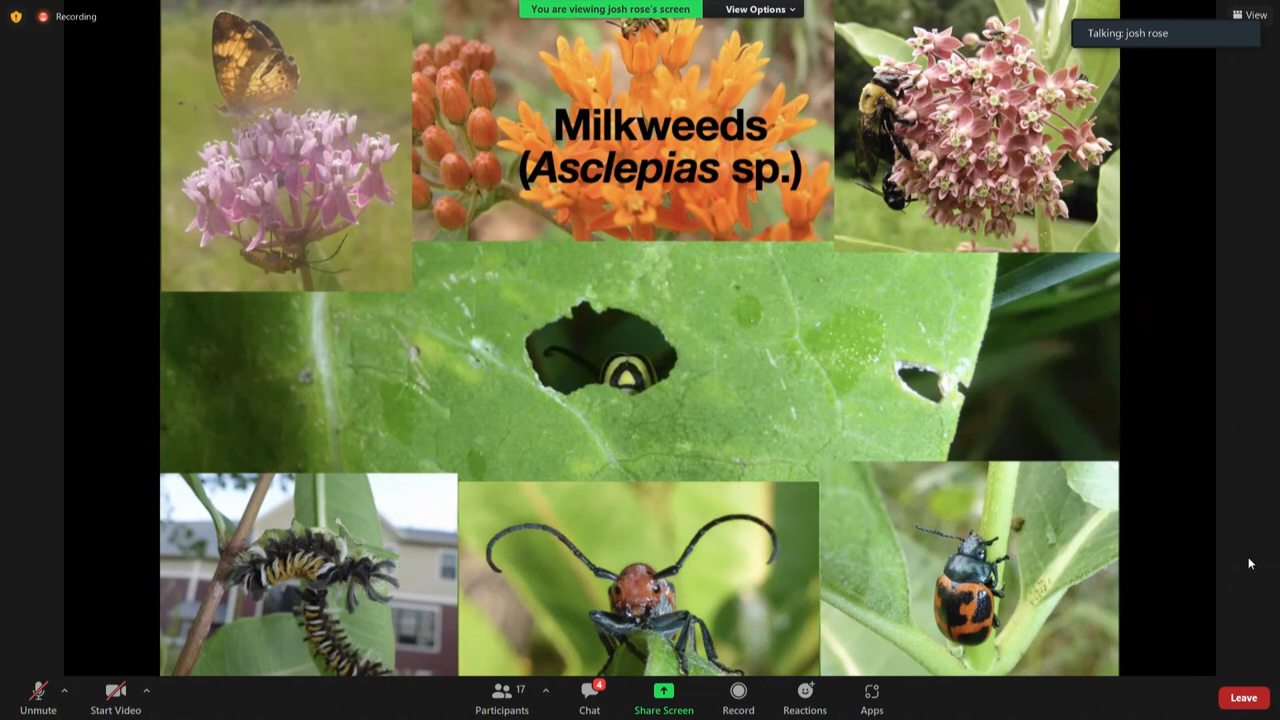 Recording
You are viewing josh rose's screen
View Options
View
Talking: josh rose
Milkweeds
(Asclepias sp.)
Unmute
Start Video
17
Participants
4
Chat
Share Screen
Record
Reactions
Apps
Leave